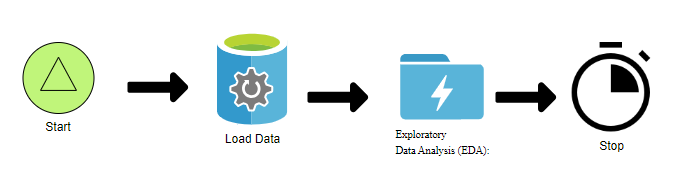 Start
Load Data
Exploratory
Data Analysis (EDA):
Stop